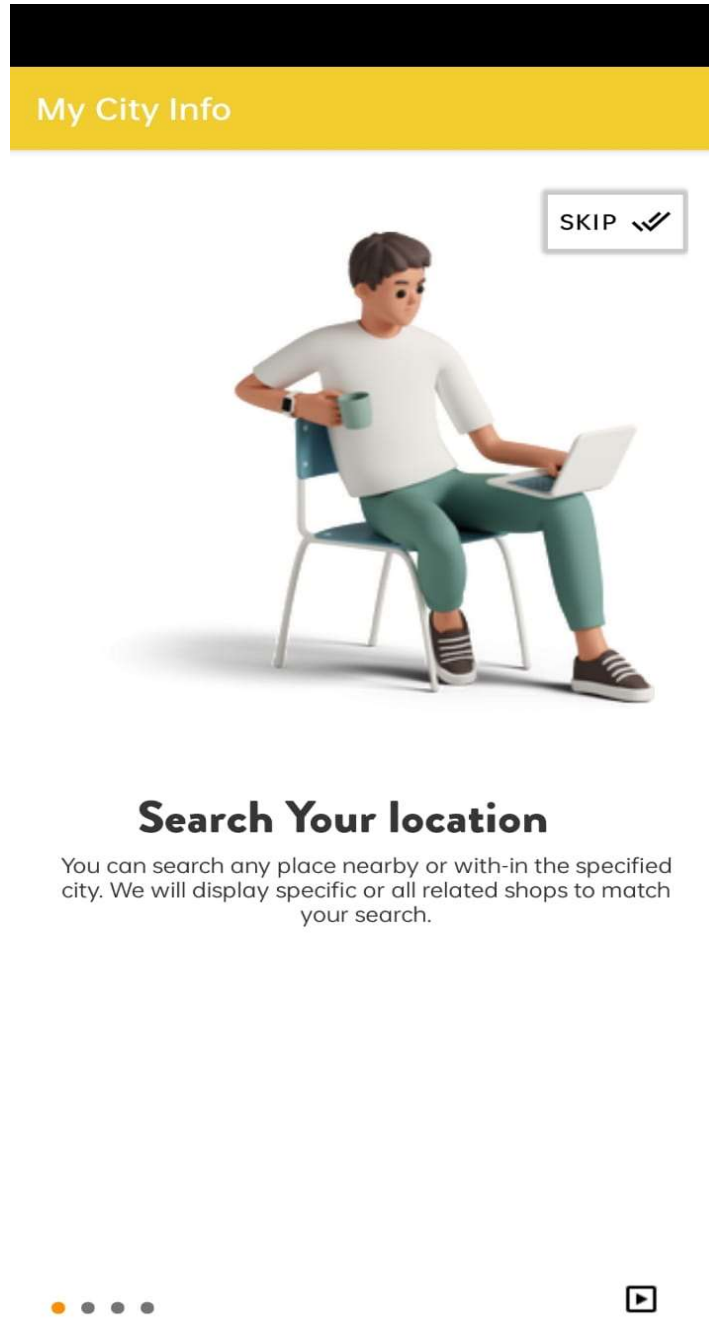 My City Info
SKIP
Search Your location
You can search any place nearby or with-in the specified
city. We will display specific or all related shops to match
your search.